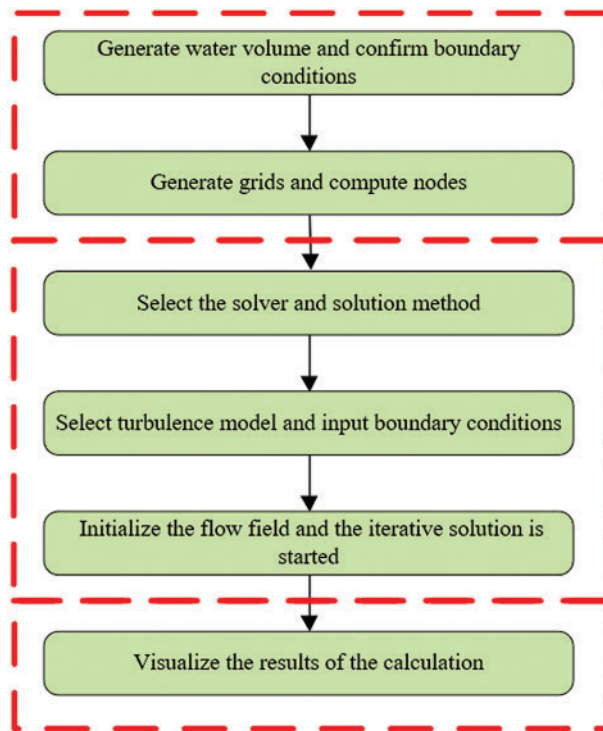 Generate water volume and confirm boundary
conditions
Generate grids and compute nodes
Select the solver and solution method
Select turbulence model and input boundary conditions
Initialize the flow field and the iterative solution is
started
Visualize the results of the calculation